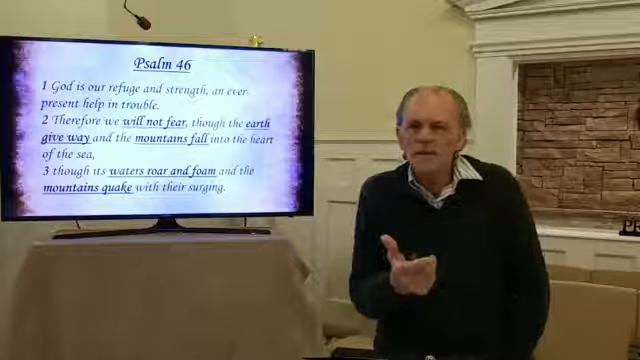 Psalm 46
1 God is our refuge and strength, an ever-
present help in trouble.
2 Therefore we will not fear, though the earth
give way and the mountains fall into the heart
of the sea,
3 though its waters roar and foam and the
mountains quake with their surging.